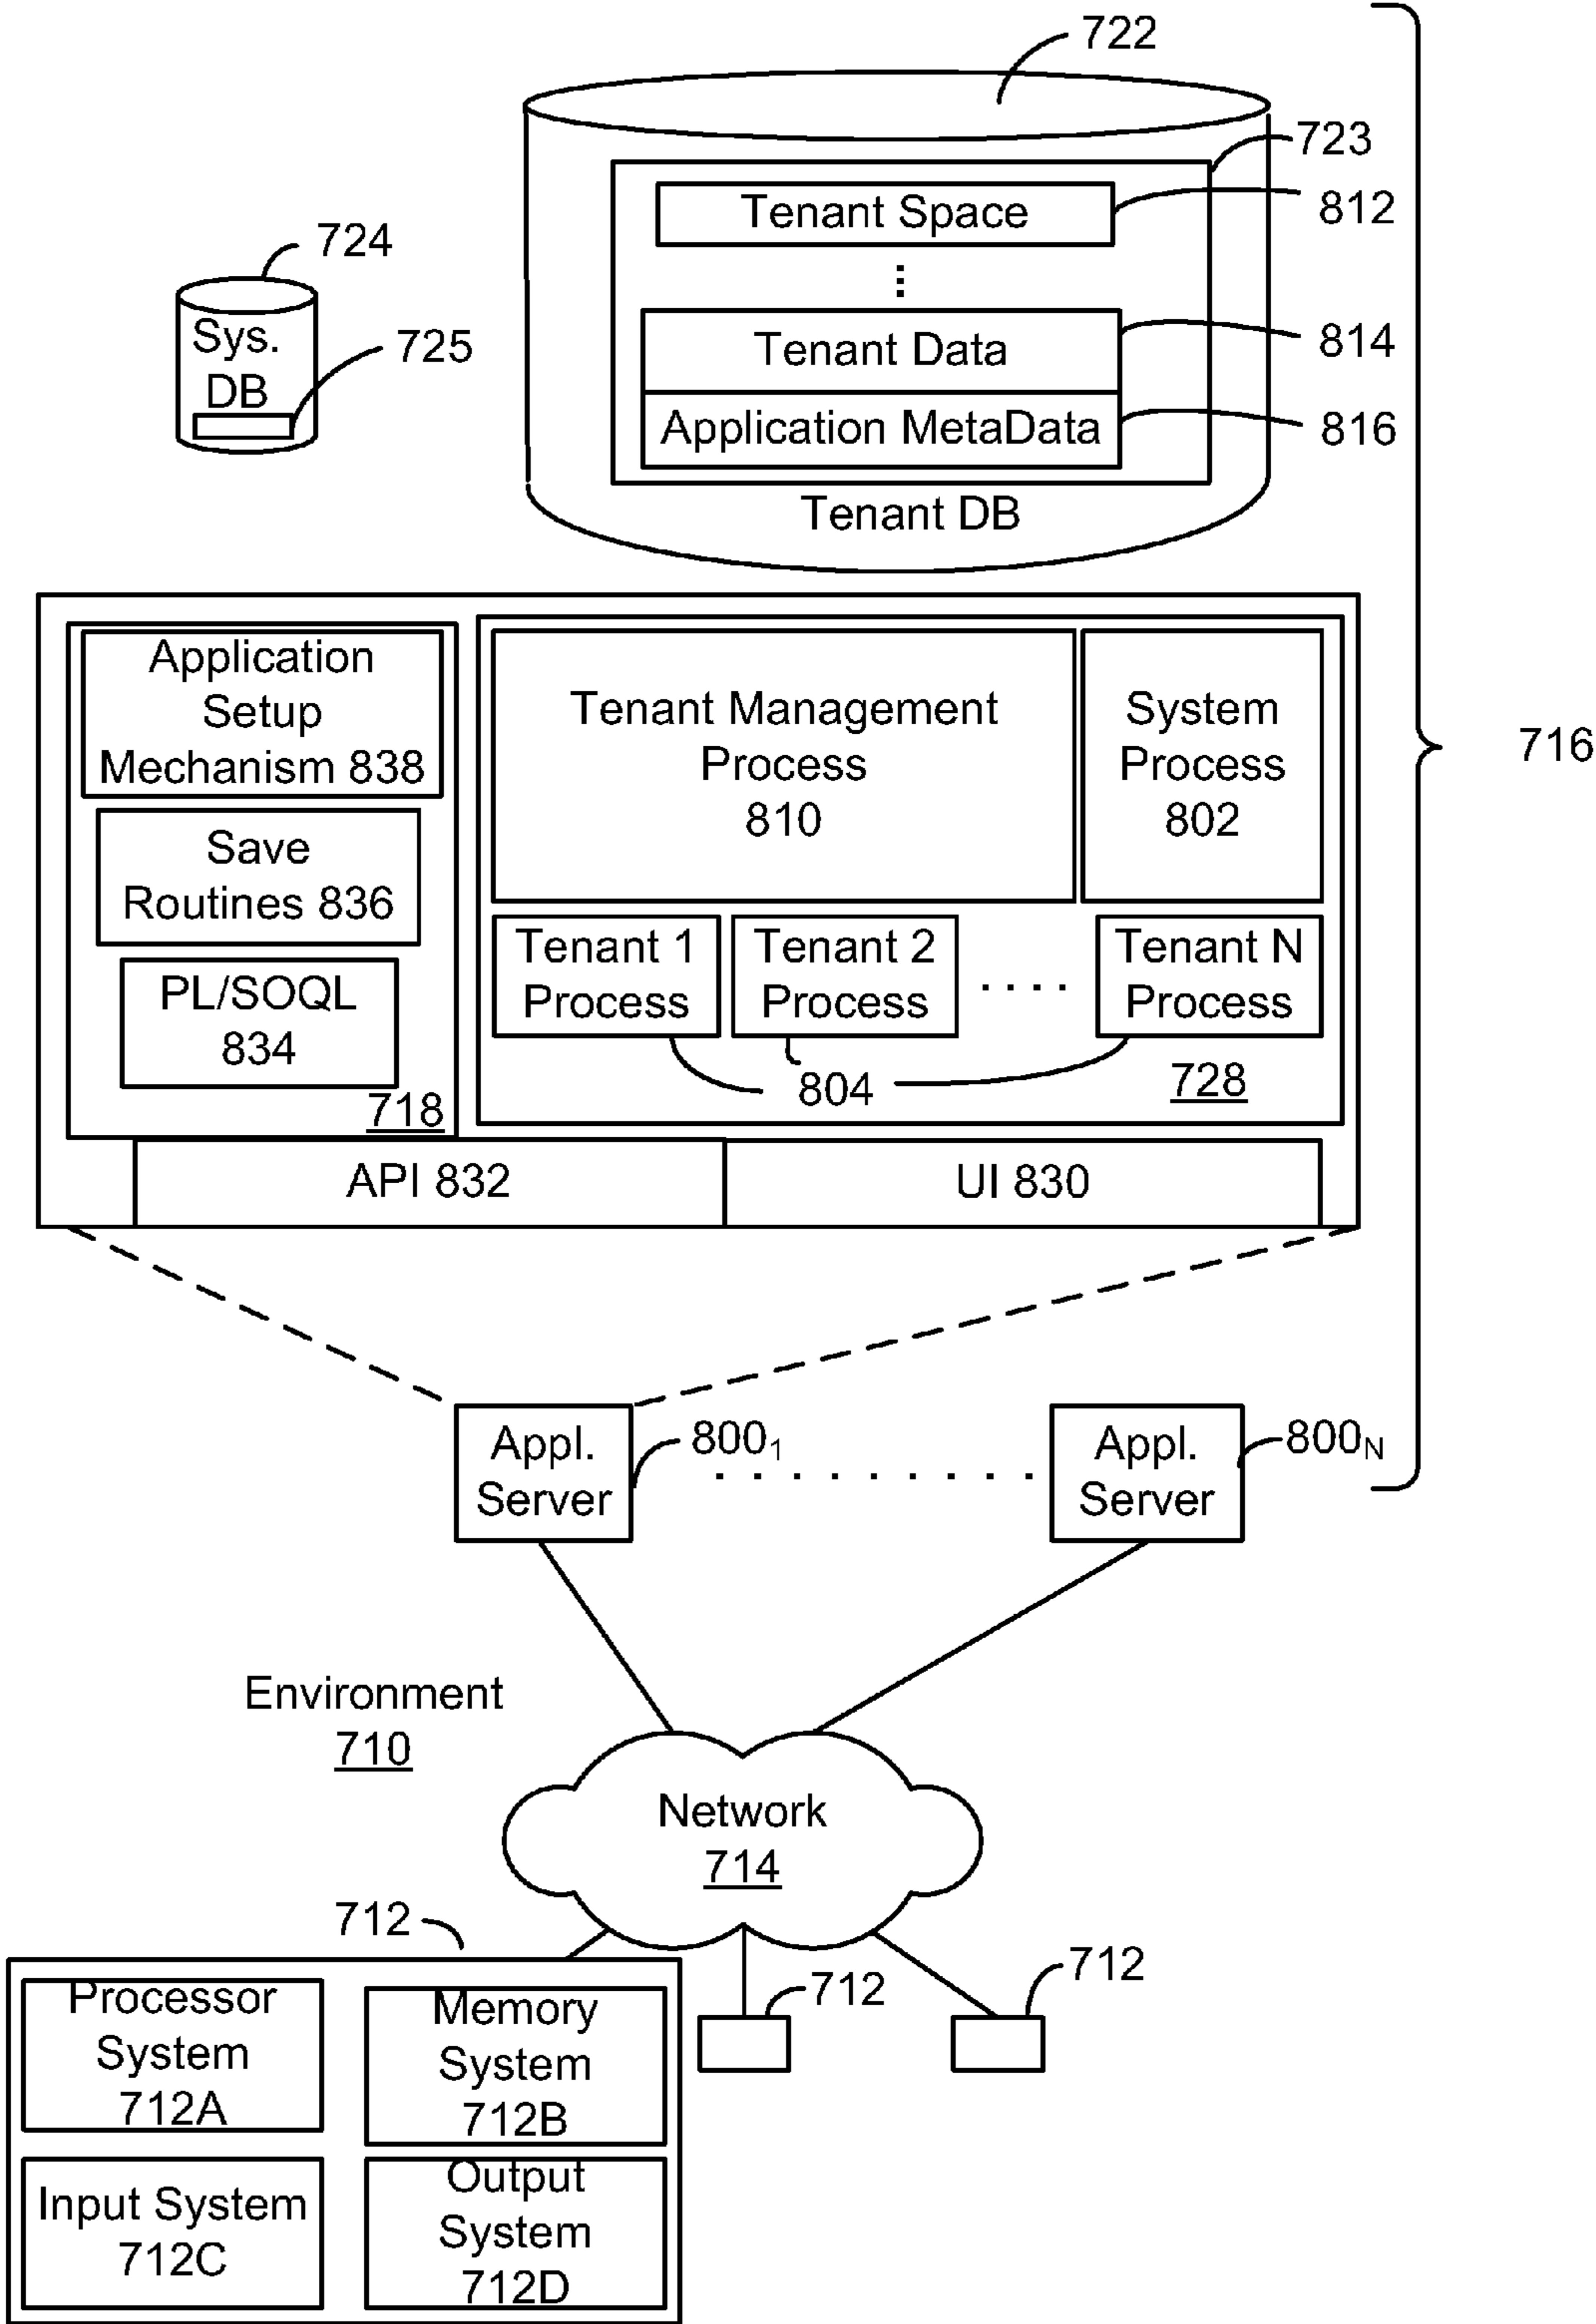 722
723
Tenant Space
812
724
Sys.
DB
725
Tenant Data
814
Application MetaData
816
Tenant DB
Application
Setup
Mechanism 838
Tenant Management
Process
810
System
Process
802
716
Save
Routines 836
Tenant 1
Process
Tenant 2
Process
. . . .
Tenant N
Process
PL/SOQL
834
804
728
718
API 832
UI 830
Appl.
Server
800₁
. . . . . . . . .
Appl.
Server
800N
Environment
710
Network
714
712
712
712
Processor
System
712A
Memory
System
712B
Input System
712C
Output
System
712D